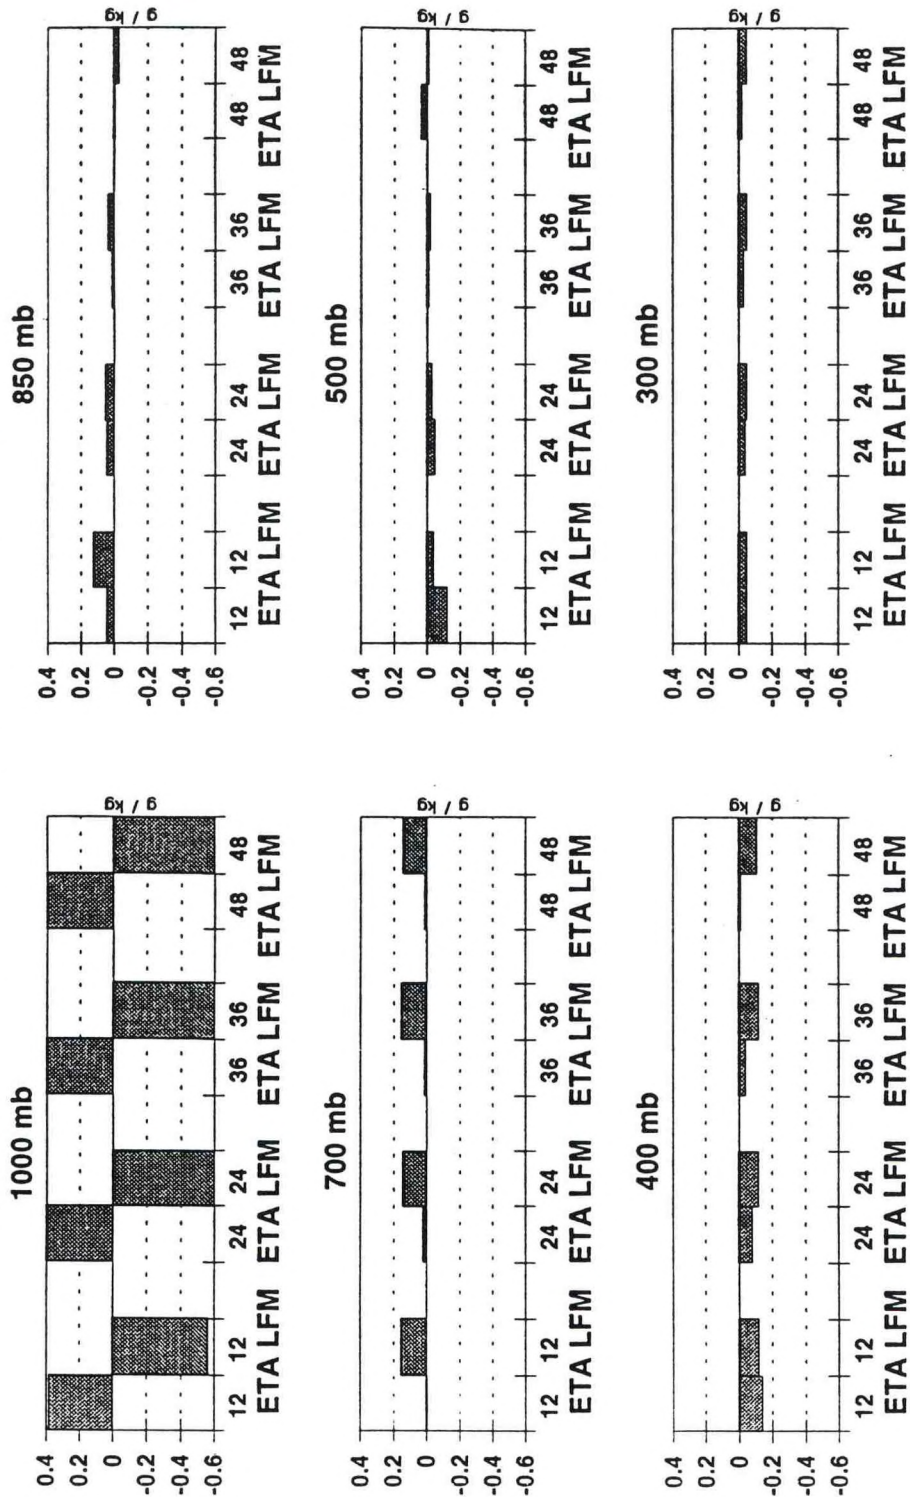 1000 mb
0.4
0.2
0
-0.2
-0.4
-0.6
g / kg
12 12 24 24 36 36 48 48
ETA LFM ETA LFM ETA LFM ETA LFM
850 mb
0.4
0.2
0
-0.2
-0.4
-0.6
g / kg
12 12 24 24 36 36 48 48
ETA LFM ETA LFM ETA LFM ETA LFM
700 mb
0.4
0.2
0
-0.2
-0.4
-0.6
g / kg
12 12 24 24 36 36 48 48
ETA LFM ETA LFM ETA LFM ETA LFM
500 mb
0.4
0.2
0
-0.2
-0.4
-0.6
g / kg
12 12 24 24 36 36 48 48
ETA LFM ETA LFM ETA LFM ETA LFM
400 mb
0.4
0.2
0
-0.2
-0.4
-0.6
g / kg
12 12 24 24 36 36 48 48
ETA LFM ETA LFM ETA LFM ETA LFM
300 mb
0.4
0.2
0
-0.2
-0.4
-0.6
g / kg
12 12 24 24 36 36 48 48
ETA LFM ETA LFM ETA LFM ETA LFM